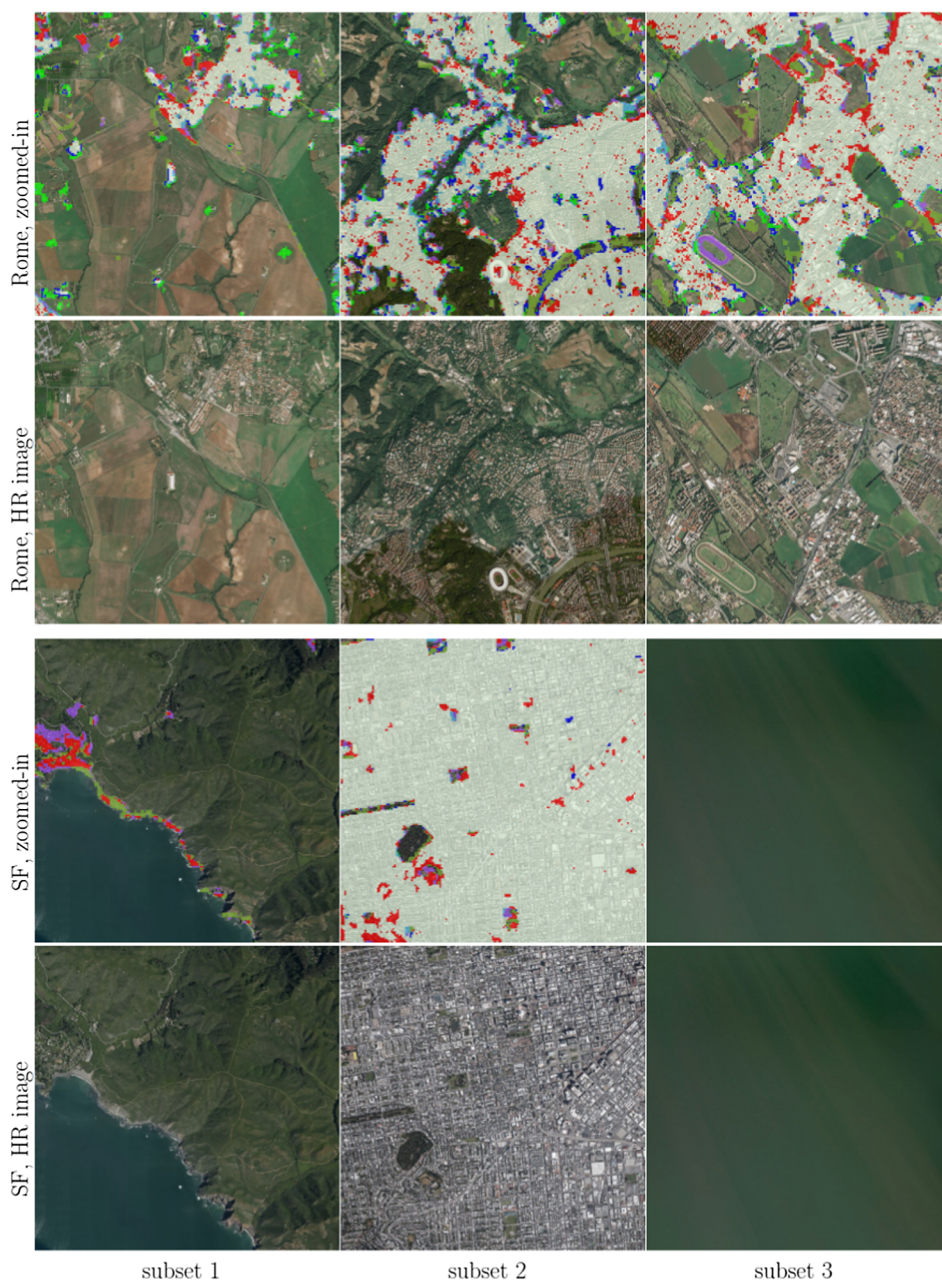 Rome, zoomed-in
Rome, HR image
SF, zoomed-in
SF, HR image
subset 1
subset 2
subset 3